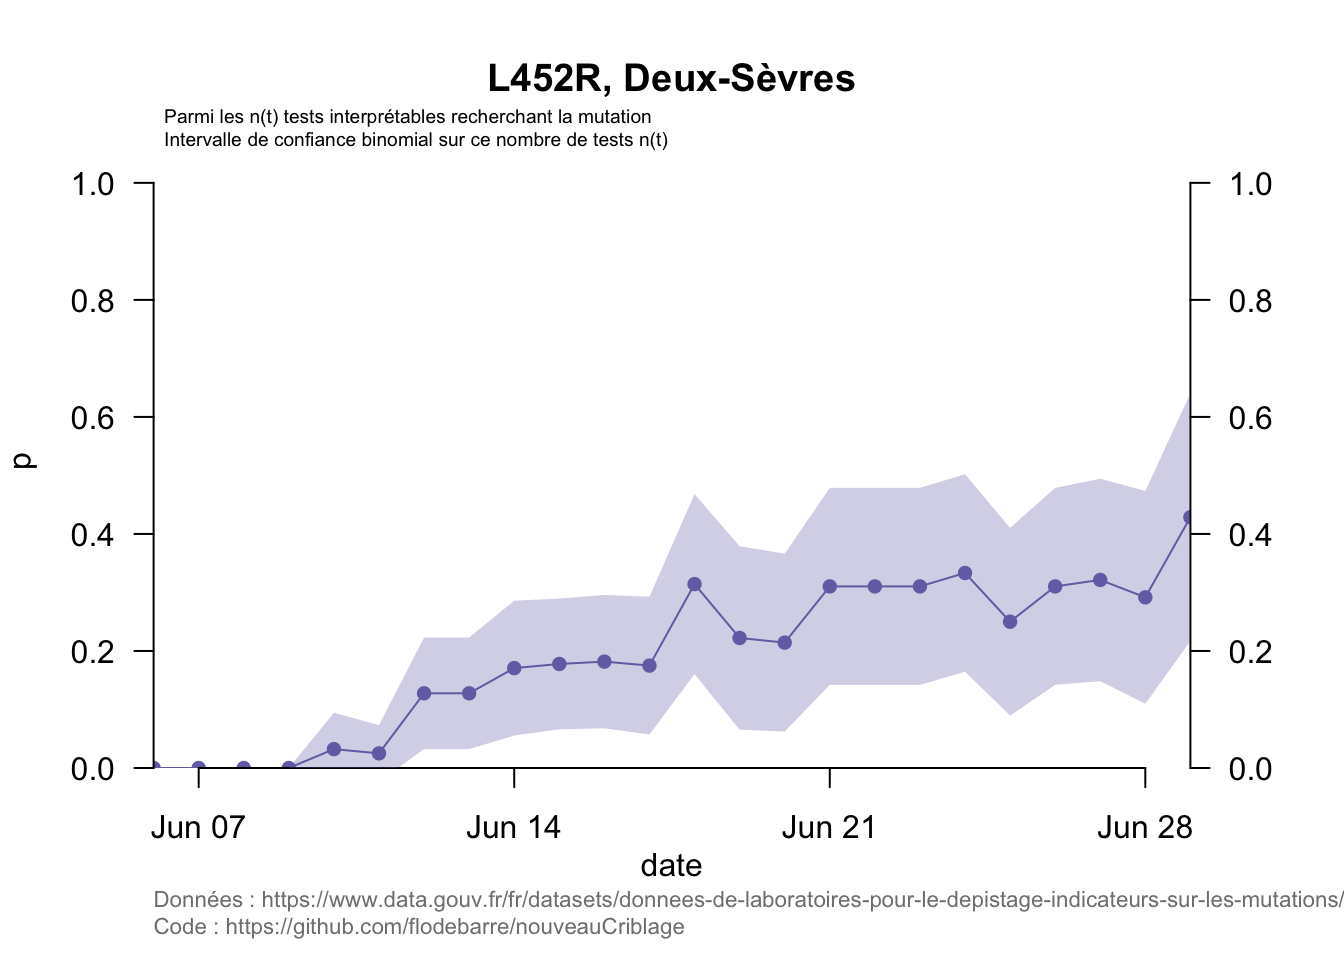 L452R, Deux-Sèvres
Parmi les n(t) tests interprétables recherchant la mutation
Intervalle de confiance binomial sur ce nombre de tests n(t)
1.0 1.0
0.8 0.8
0.6 0.6
p
0.4 0.4
0.2 0.2
0.0 0.0
Jun 07 Jun 14 Jun 21 Jun 28
date
Données : https://www.data.gouv.fr/fr/datasets/donnees-de-laboratoires-pour-le-depistage-indicateurs-sur-les-mutations/
Code : https://github.com/flodebarre/nouveauCriblage